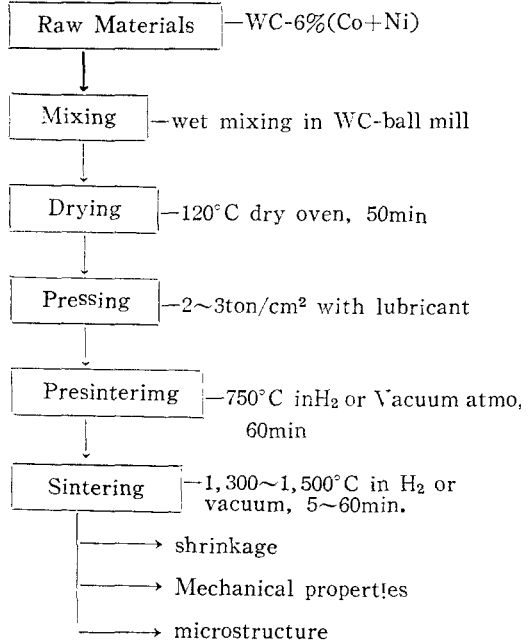 Raw Materials —WC-6%(Co+Ni)
Mixing —wet mixing in WC-ball mill
Drying —120°C dry oven, 50min
Pressing —2~3ton/cm² with lubricant
Presinterimg —750°C inH₂ or Vacuum atmo,
60min
Sintering —1,300~1,500°C in H₂ or
vacuum, 5~60min.
shrinkage
Mechanical propert!es
microstructure